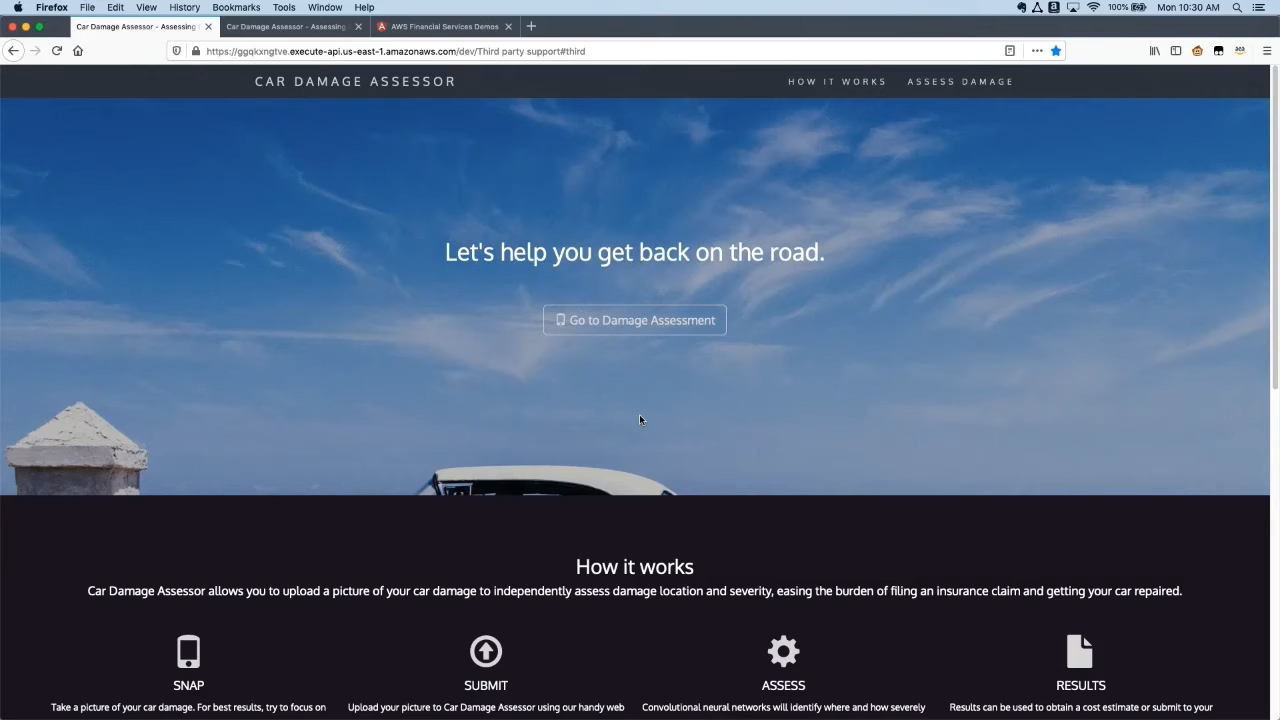 Firefox File Edit View History Bookmarks Tools Window Help 100% Mon 10:30 AM
Car Damage Assessor - Assessing Car Damage Assessor - Assessing AWS Financial Services Demos
https://ggqkxngtve.execute-api.us-east-1.amazonaws.com/dev/Third party support#third
CAR DAMAGE ASSESSOR HOW IT WORKS ASSESS DAMAGE
Let's help you get back on the road.
Go to Damage Assessment
How it works
Car Damage Assessor allows you to upload a picture of your car damage to independently assess damage location and severity, easing the burden of filing an insurance claim and getting your car repaired.
SNAP SUBMIT ASSESS RESULTS
Take a picture of your car damage. For best results, try to focus on Upload your picture to Car Damage Assessor using our handy web Convolutional neural networks will identify where and how severely Results can be used to obtain a cost estimate or submit to your